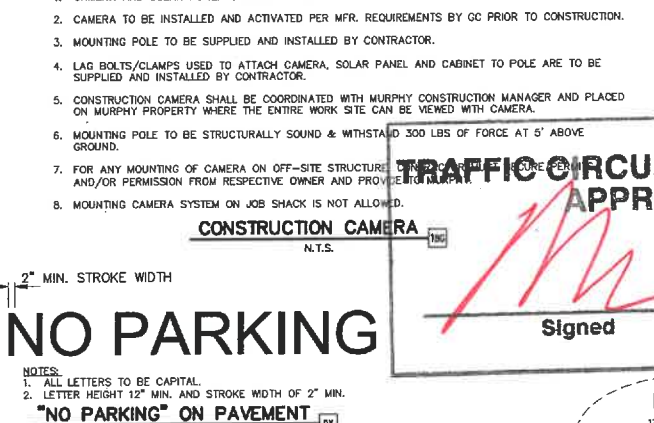 2. CAMERA TO BE INSTALLED AND ACTIVATED PER MFR. REQUIREMENTS BY GC PRIOR TO CONSTRUCTION.
3. MOUNTING POLE TO BE SUPPLIED AND INSTALLED BY CONTRACTOR.
4. LAG BOLTS/CLAMPS USED TO ATTACH CAMERA, SOLAR PANEL AND CABINET TO POLE ARE TO BE
SUPPLIED AND INSTALLED BY CONTRACTOR.
5. CONSTRUCTION CAMERA SHALL BE COORDINATED WITH MURPHY CONSTRUCTION MANAGER AND PLACED
ON MURPHY PROPERTY WHERE THE ENTIRE WORK SITE CAN BE VIEWED WITH CAMERA.
6. MOUNTING POLE TO BE STRUCTURALLY SOUND & WITHSTAND 300 LBS OF FORCE AT 5' ABOVE
GROUND.
7. FOR ANY MOUNTING OF CAMERA ON OFF-SITE STRUCTURE, CONTRACTOR MUST SECURE PERMIT
AND/OR PERMISSION FROM RESPECTIVE OWNER AND PROVIDE TO MURPHY.
8. MOUNTING CAMERA SYSTEM ON JOB SHACK IS NOT ALLOWED.
TRAFFIC CIRCU
APPR
CONSTRUCTION CAMERA
N.T.S.
Signed
2" MIN. STROKE WIDTH
NO PARKING
NOTES:
1. ALL LETTERS TO BE CAPITAL.
2. LETTER HEIGHT 12" MIN. AND STROKE WIDTH OF 2" MIN.
"NO PARKING" ON PAVEMENT